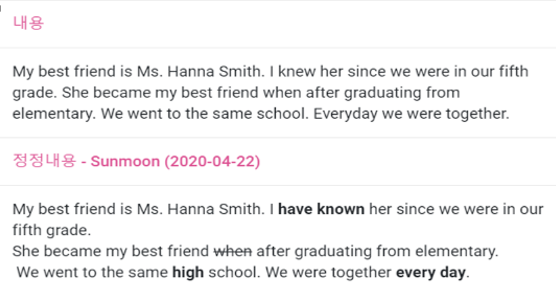 내용
My best friend is Ms. Hanna Smith. I knew her since we were in our fifth
grade. She became my best friend when after graduating from
elementary. We went to the same school. Everyday we were together.
정정내용 - Sunmoon (2020-04-22)
My best friend is Ms. Hanna Smith. I have known her since we were in our
fifth grade.
She became my best friend when after graduating from elementary.
We went to the same high school. We were together every day.